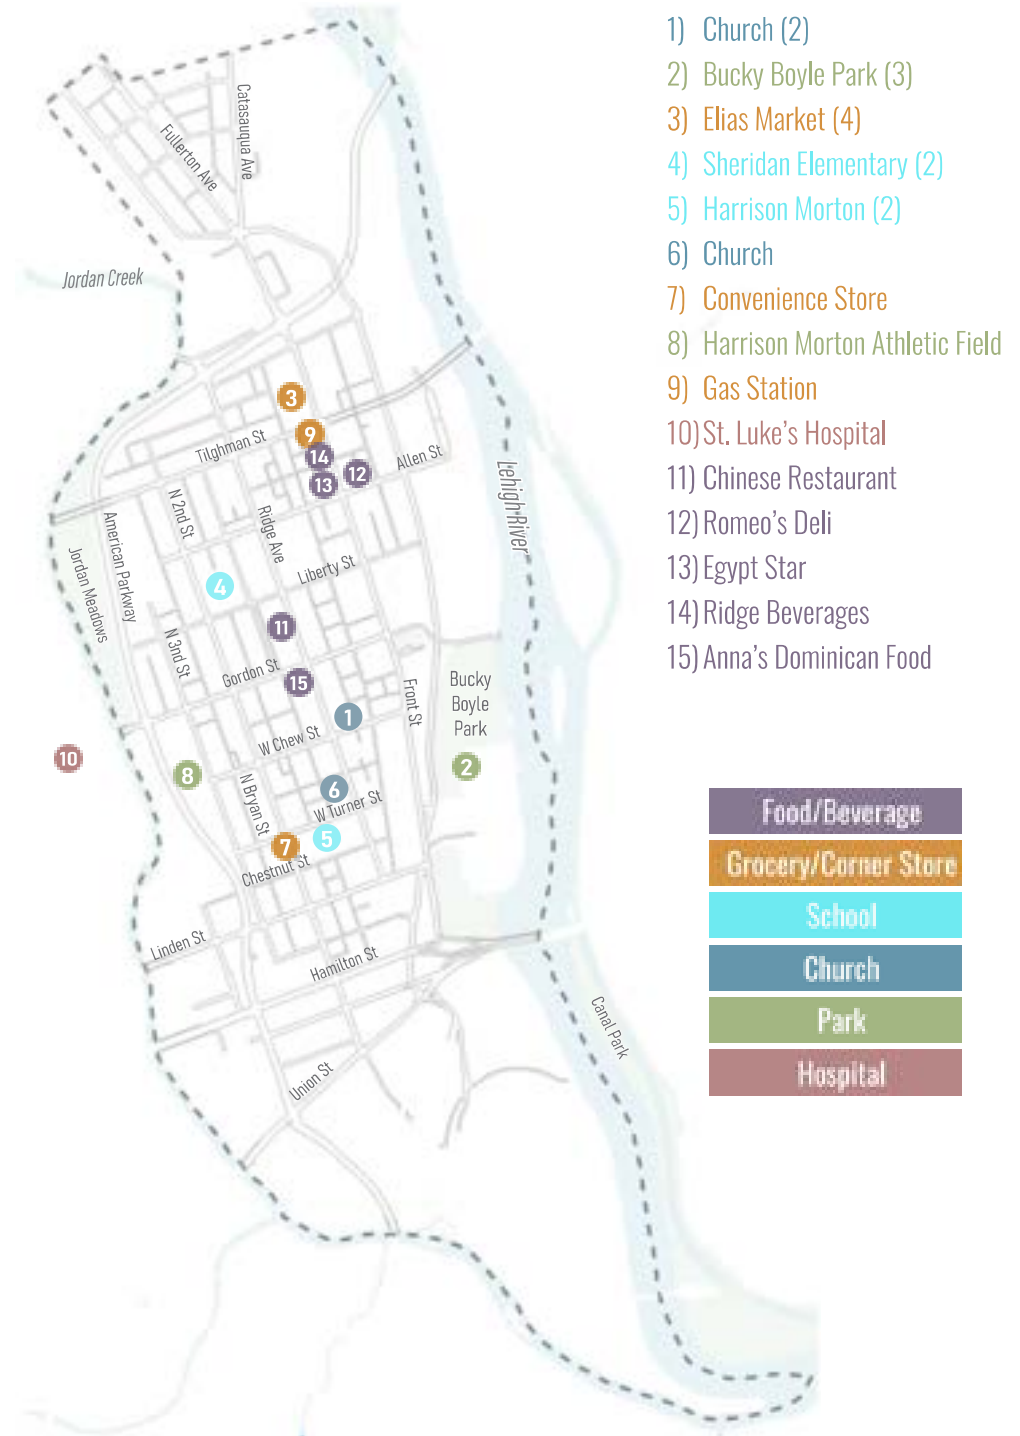 1) Church (2)
2) Bucky Boyle Park (3)
3) Elias Market (4)
4) Sheridan Elementary (2)
5) Harrison Morton (2)
6) Church
7) Convenience Store
8) Harrison Morton Athletic Field
9) Gas Station
10) St. Luke's Hospital
11) Chinese Restaurant
12) Romeo's Deli
13) Egypt Star
14) Ridge Beverages
15) Anna's Dominican Food
Food/Beverage
Grocery/Corner Store
School
Church
Park
Hospital
Catasauqua Ave
Fullerton Ave
Jordan Creek
3
9
Tilghman St
14
Allen St
12
13
Lehigh River
N 2nd St
Ridge Ave
American Parkway
Jordan Meadows
Liberty St
4
11
N 3nd St
Gordon St
15
Front St
Bucky
Boyle
Park
1
W Chew St
10
8
2
6
N Bryan St
W Turner St
5
7
Chestnut St
Linden St
Hamilton St
Canal Park
Union St